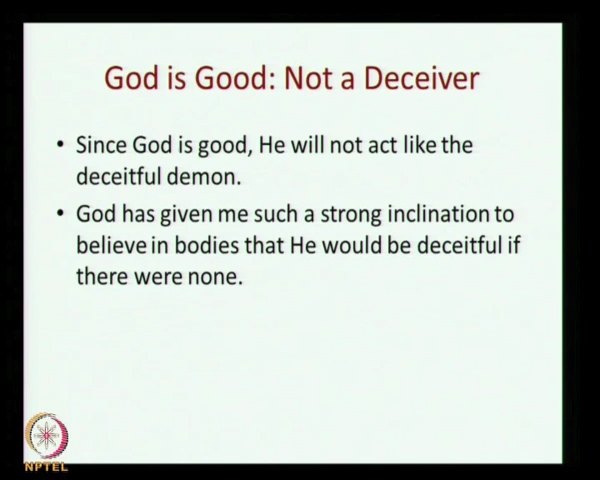 God is Good: Not a Deceiver
• Since God is good, He will not act like the
deceitful demon.
• God has given me such a strong inclination to
believe in bodies that He would be deceitful if
there were none.
NPTEL